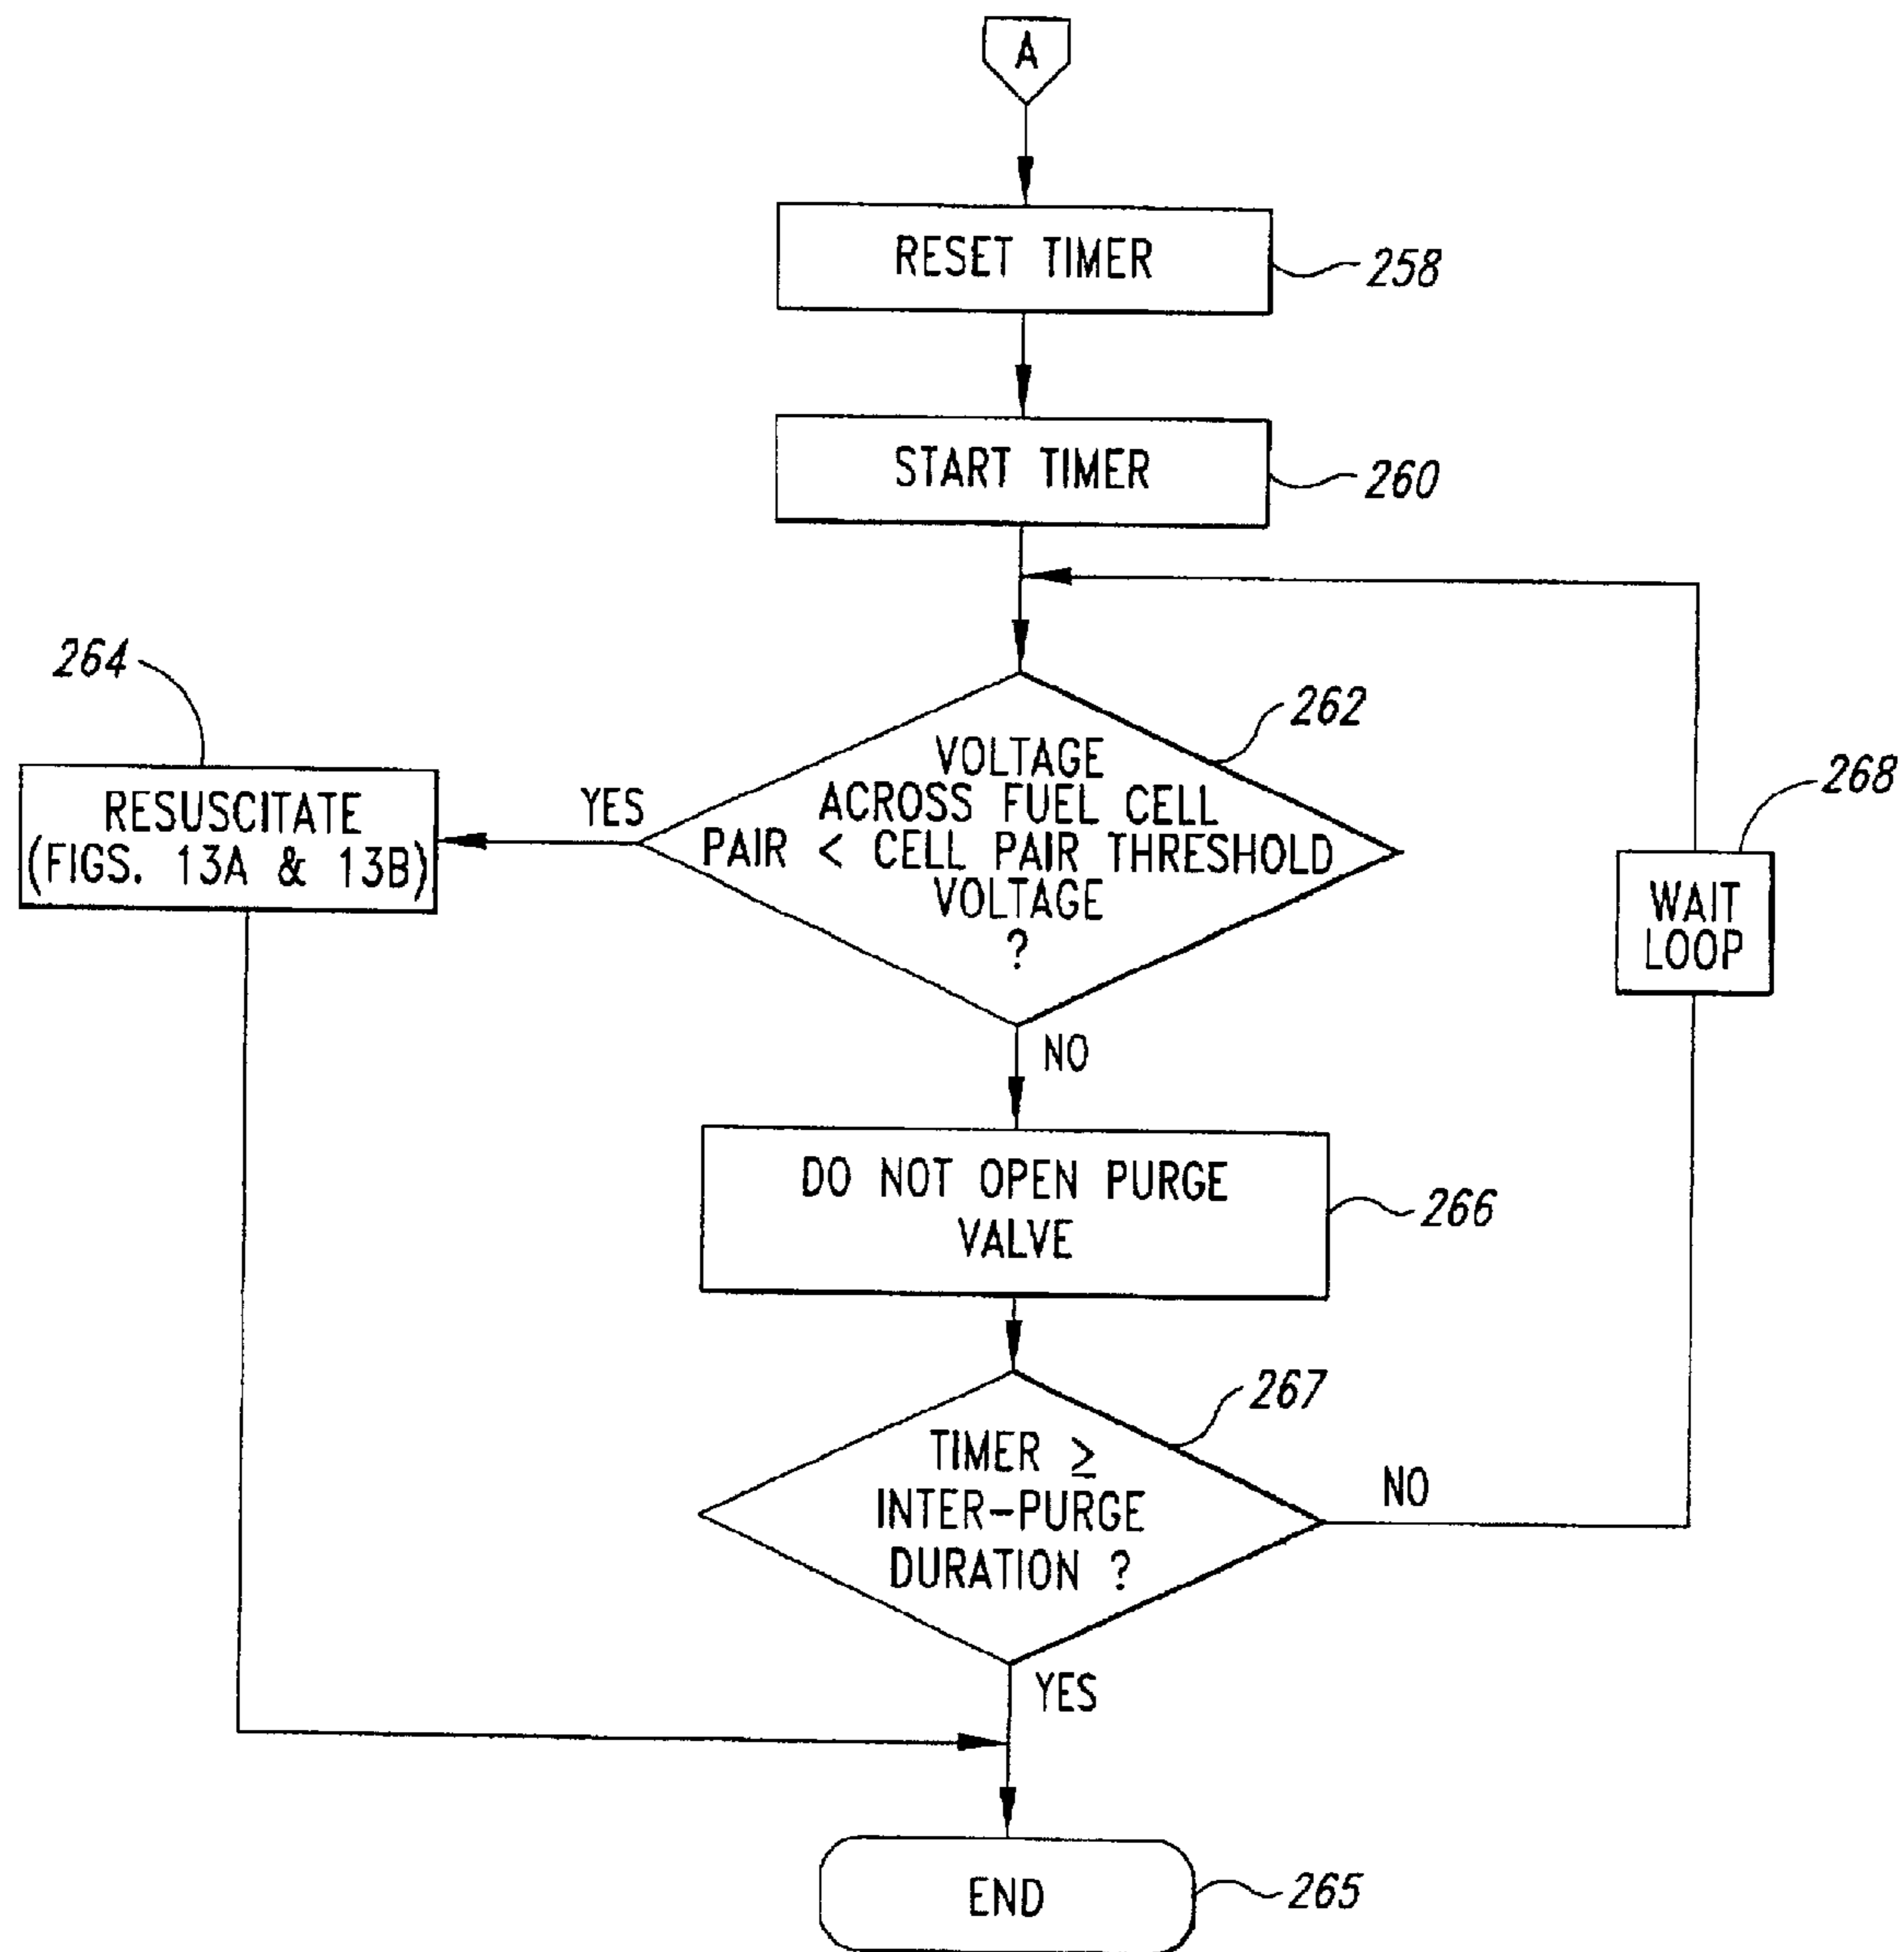 A
RESET TIMER
258
START TIMER
260
264
262
VOLTAGE
ACROSS FUEL CELL
PAIR < CELL PAIR THRESHOLD
VOLTAGE
?
YES
RESUSCITATE
(FIGS. 13A & 13B)
268
WAIT
LOOP
NO
DO NOT OPEN PURGE
VALVE
266
267
TIMER ≥
INTER-PURGE
DURATION ?
NO
YES
END
265